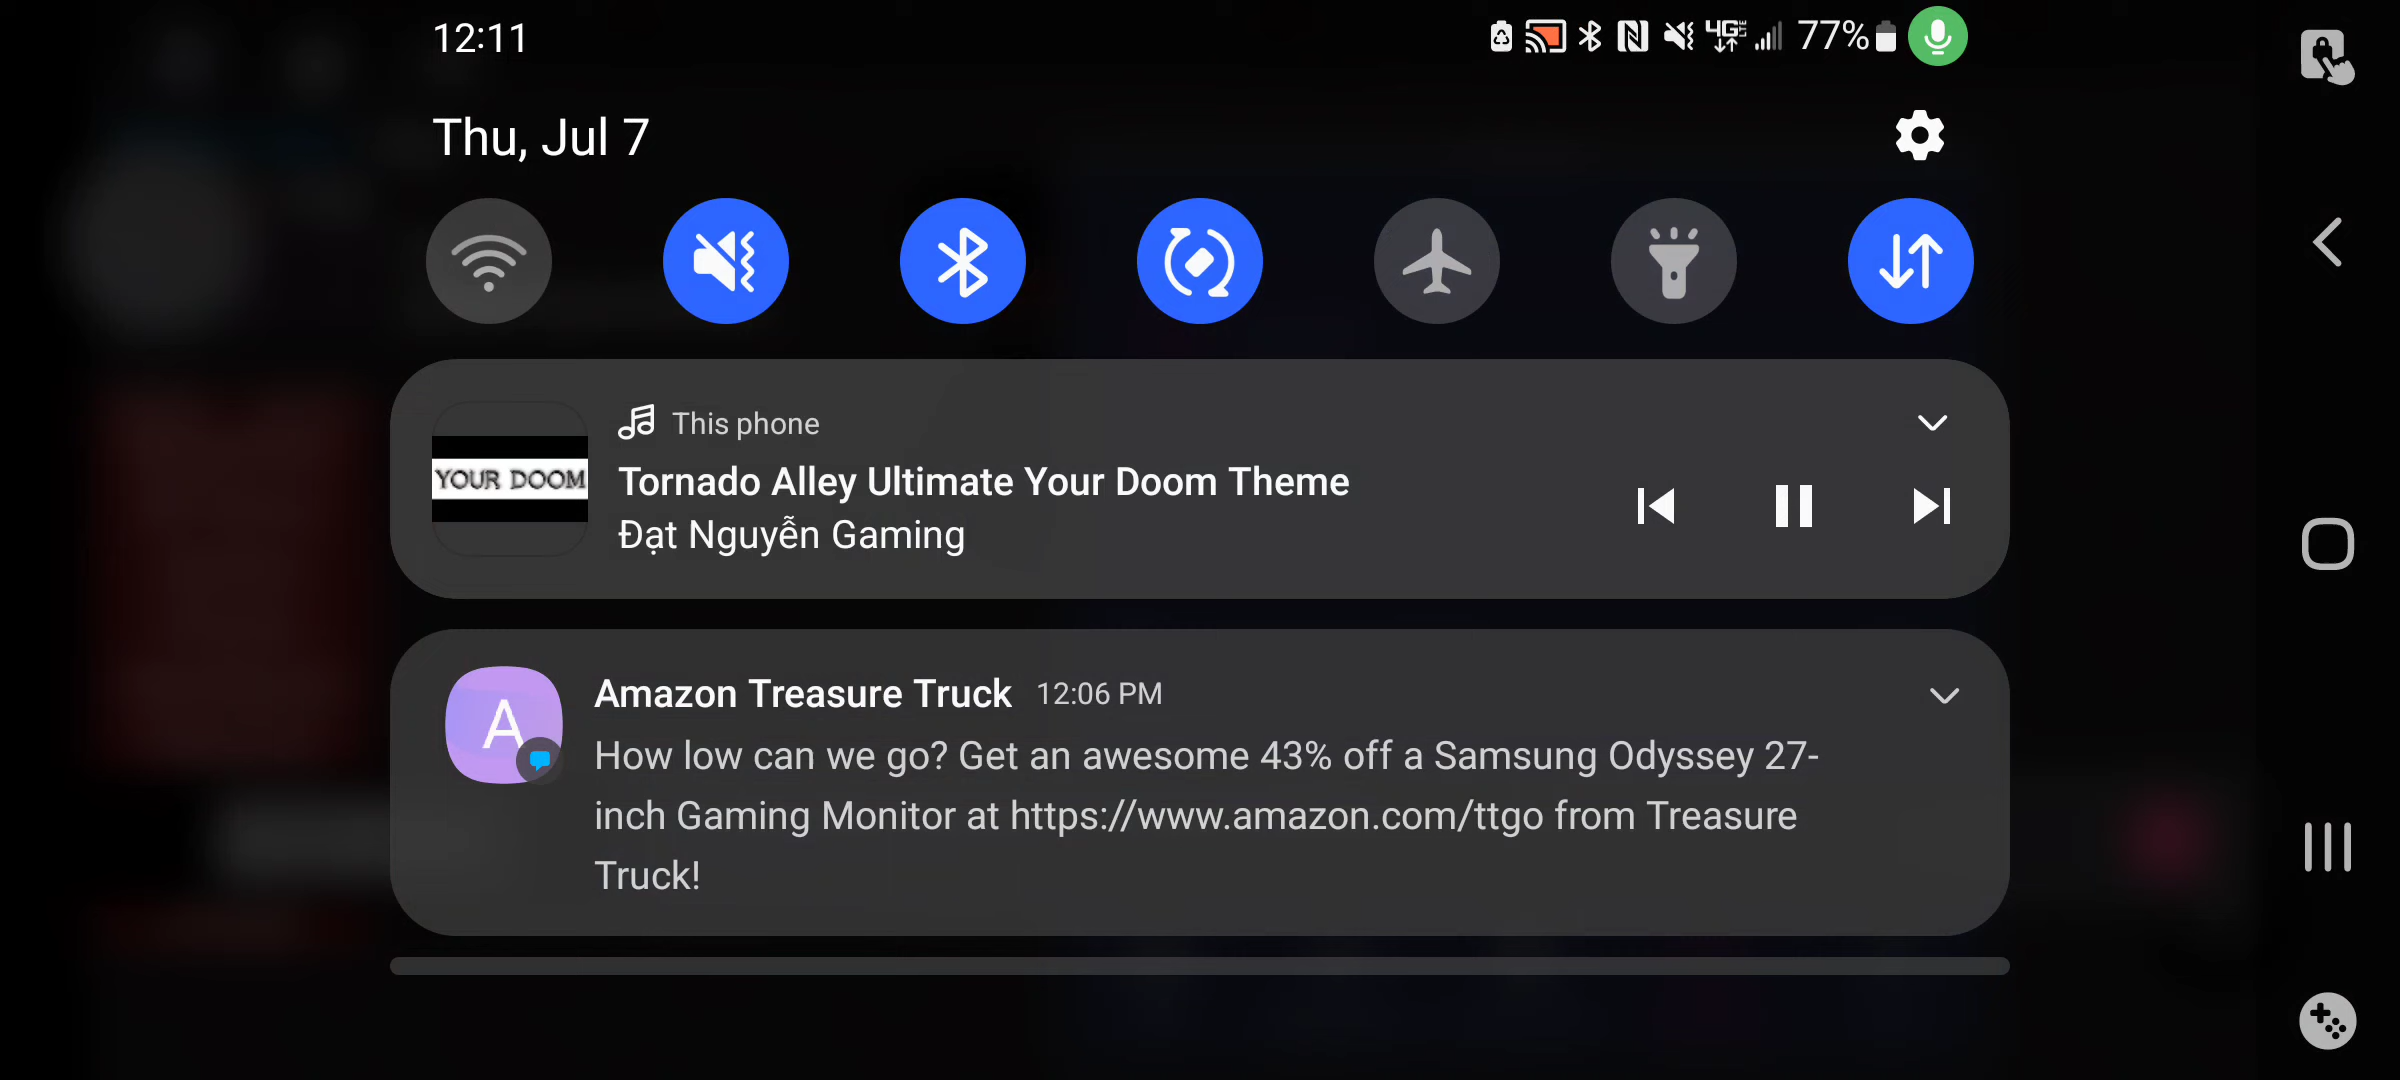 12:11
4G LTE 77%
Thu, Jul 7
This phone
YOUR DOOM
Tornado Alley Ultimate Your Doom Theme
Đạt Nguyễn Gaming
A
Amazon Treasure Truck 12:06 PM
How low can we go? Get an awesome 43% off a Samsung Odyssey 27-
inch Gaming Monitor at https://www.amazon.com/ttgo from Treasure
Truck!